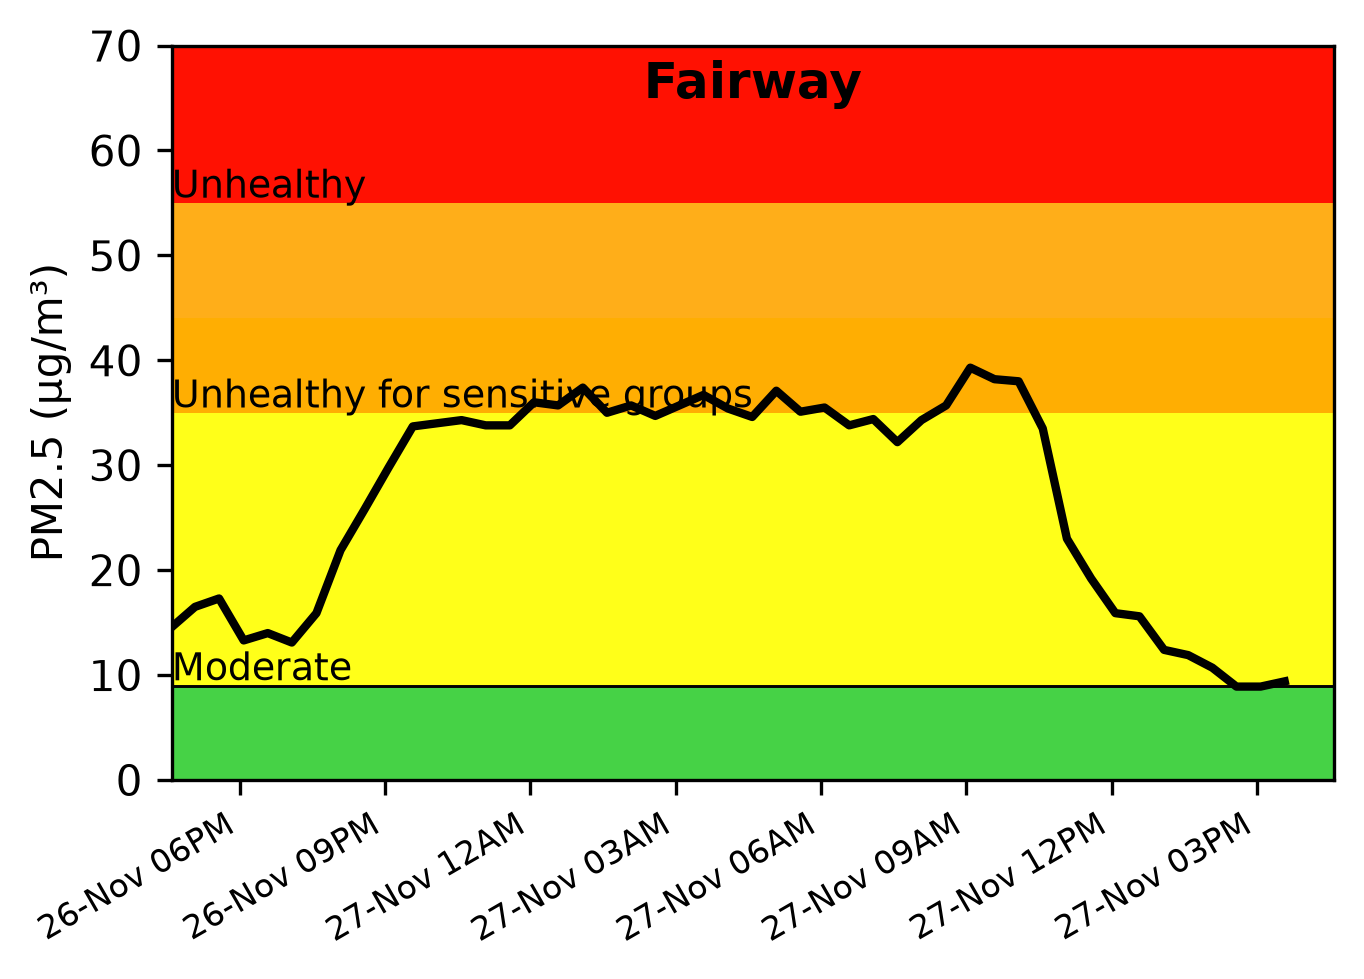 Fairway
PM2.5 (µg/m³)
70
60
50
40
30
20
10
0
Unhealthy
Unhealthy for sensitive groups
Moderate
26-Nov 06PM
26-Nov 09PM
27-Nov 12AM
27-Nov 03AM
27-Nov 06AM
27-Nov 09AM
27-Nov 12PM
27-Nov 03PM